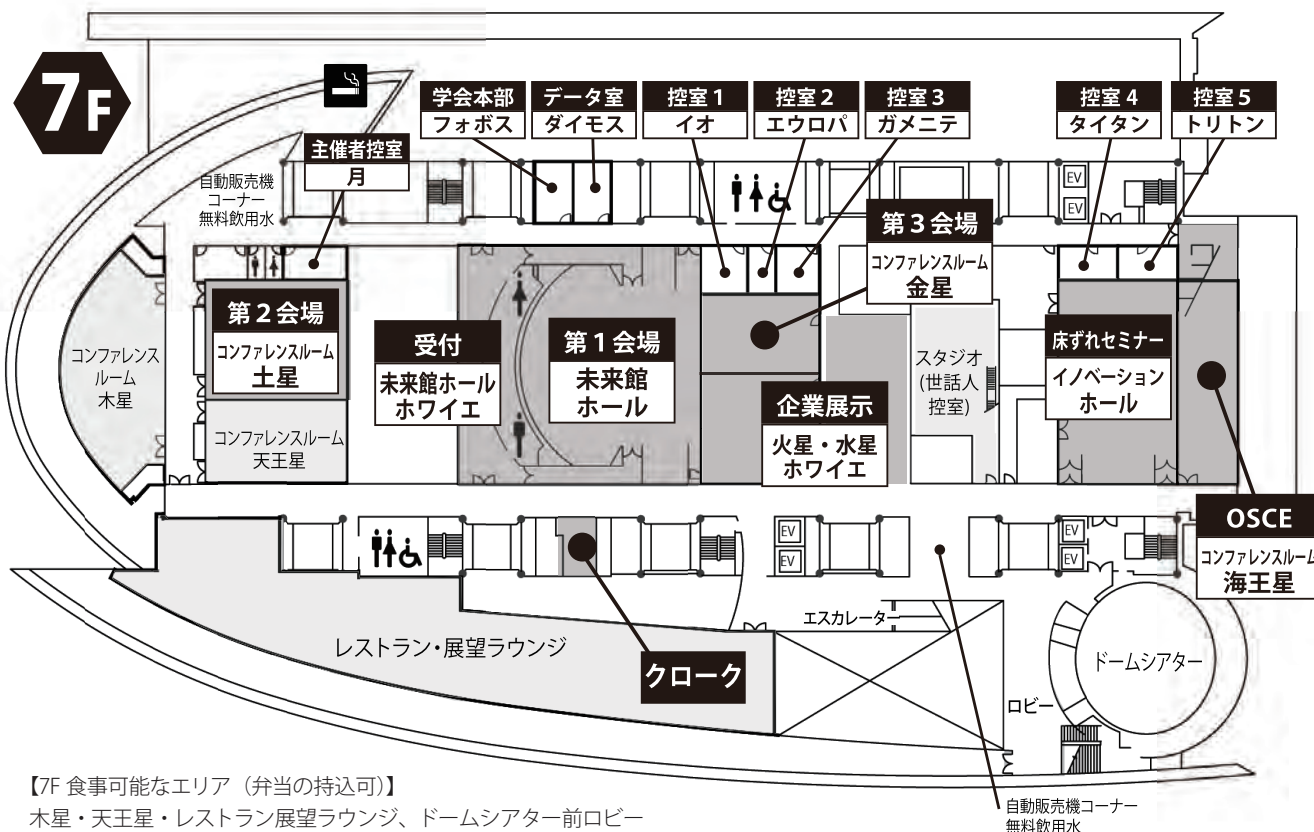 7F
学会本部
フォボス
データ室
ダイモス
控室1
イオ
控室2
エウロパ
控室3
ガメニテ
控室4
タイタン
控室5
トリトン
主催者控室
月
自動販売機
コーナー
無料飲用水
EV
EV
第3会場
コンファレンスルーム
金星
第2会場
コンファレンスルーム
土星
受付
未来館ホール
ホワイエ
第1会場
未来館
ホール
コンファレンス
ルーム
木星
スタジオ
(世話人
控室)
床ずれセミナー
イノベーション
ホール
企業展示
火星・水星
ホワイエ
コンファレンスルーム
天王星
OSCE
コンファレンスルーム
海王星
EV
EV
EV
EV
エスカレーター
レストラン・展望ラウンジ
クローク
ドームシアター
ロビー
【7F 食事可能なエリア（弁当の持込可）】
木星・天王星・レストラン展望ラウンジ、ドームシアター前ロビー
自動販売機コーナー
無料飲用水